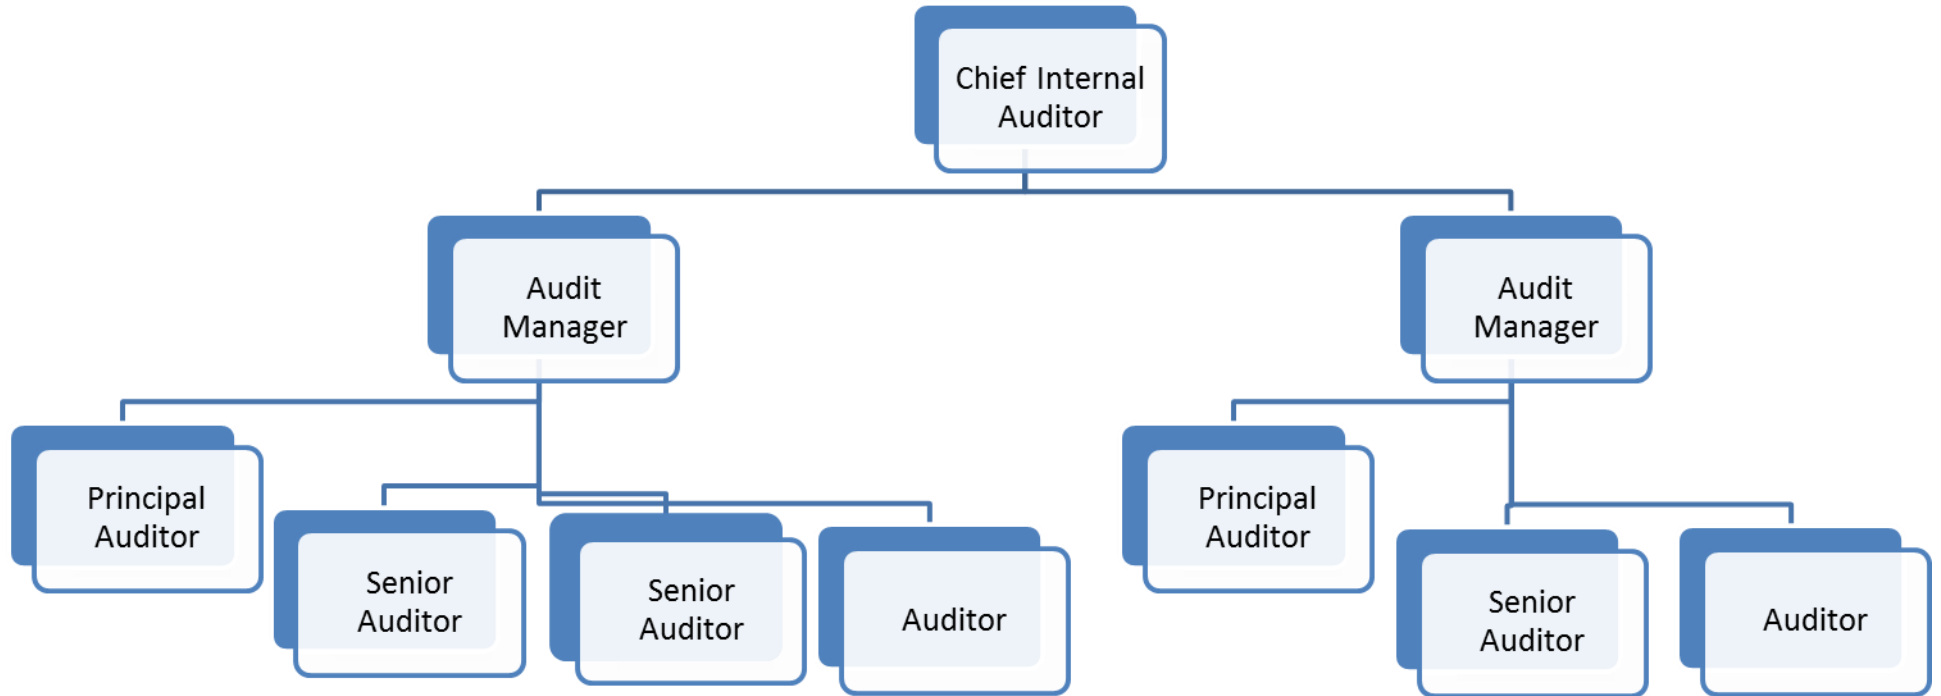 Chief Internal
Auditor
Audit
Manager
Audit
Manager
Principal
Auditor
Senior
Auditor
Senior
Auditor
Auditor
Principal
Auditor
Senior
Auditor
Auditor